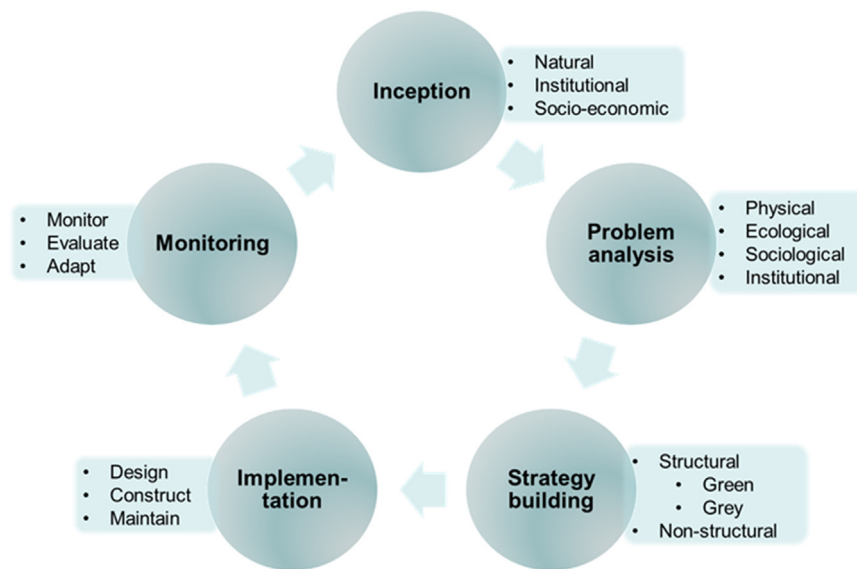 Inception
• Natural
• Institutional
• Socio-economic
Problem
analysis
• Physical
• Ecological
• Sociological
• Institutional
Strategy
building
• Structural
• Green
• Grey
• Non-structural
Implemen-
tation
• Design
• Construct
• Maintain
Monitoring
• Monitor
• Evaluate
• Adapt